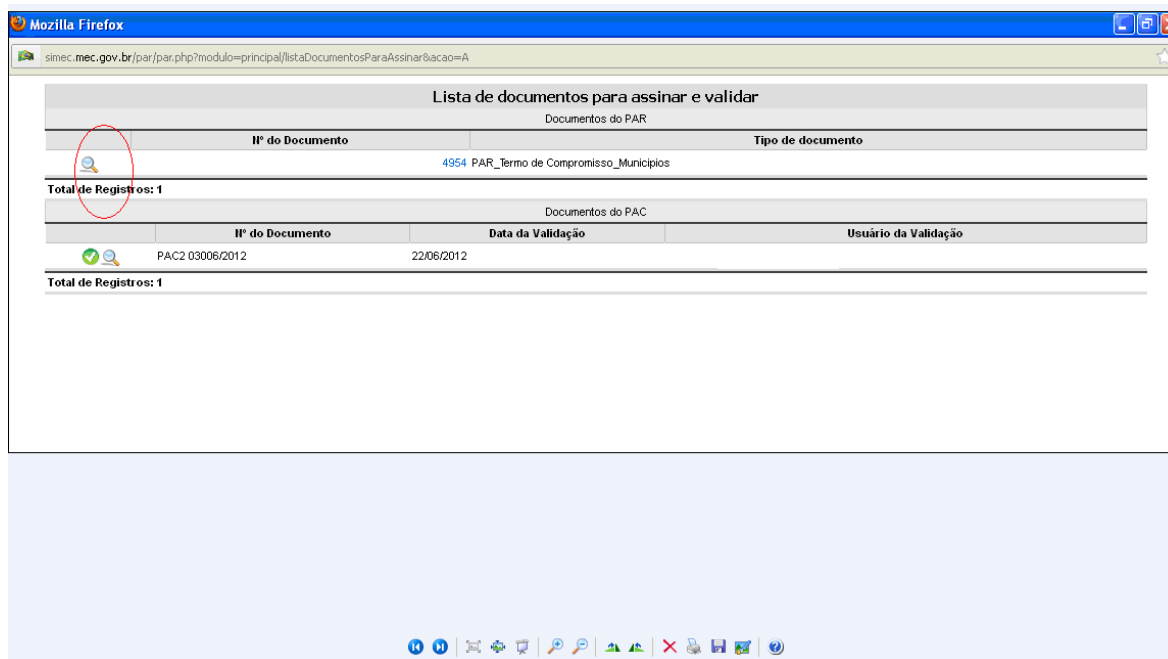 Mozilla Firefox
simec.mec.gov.br/par/par.php?modulo=principal/listaDocumentosParaAssinar&acao=A
Lista de documentos para assinar e validar
Documentos do PAR
Nº do Documento Tipo de documento
4954 PAR_Termo de Compromisso_Municipios
Total de Registros: 1
Documentos do PAC
Nº do Documento Data da Validação Usuário da Validação
PAC2 03006/2012 22/06/2012
Total de Registros: 1